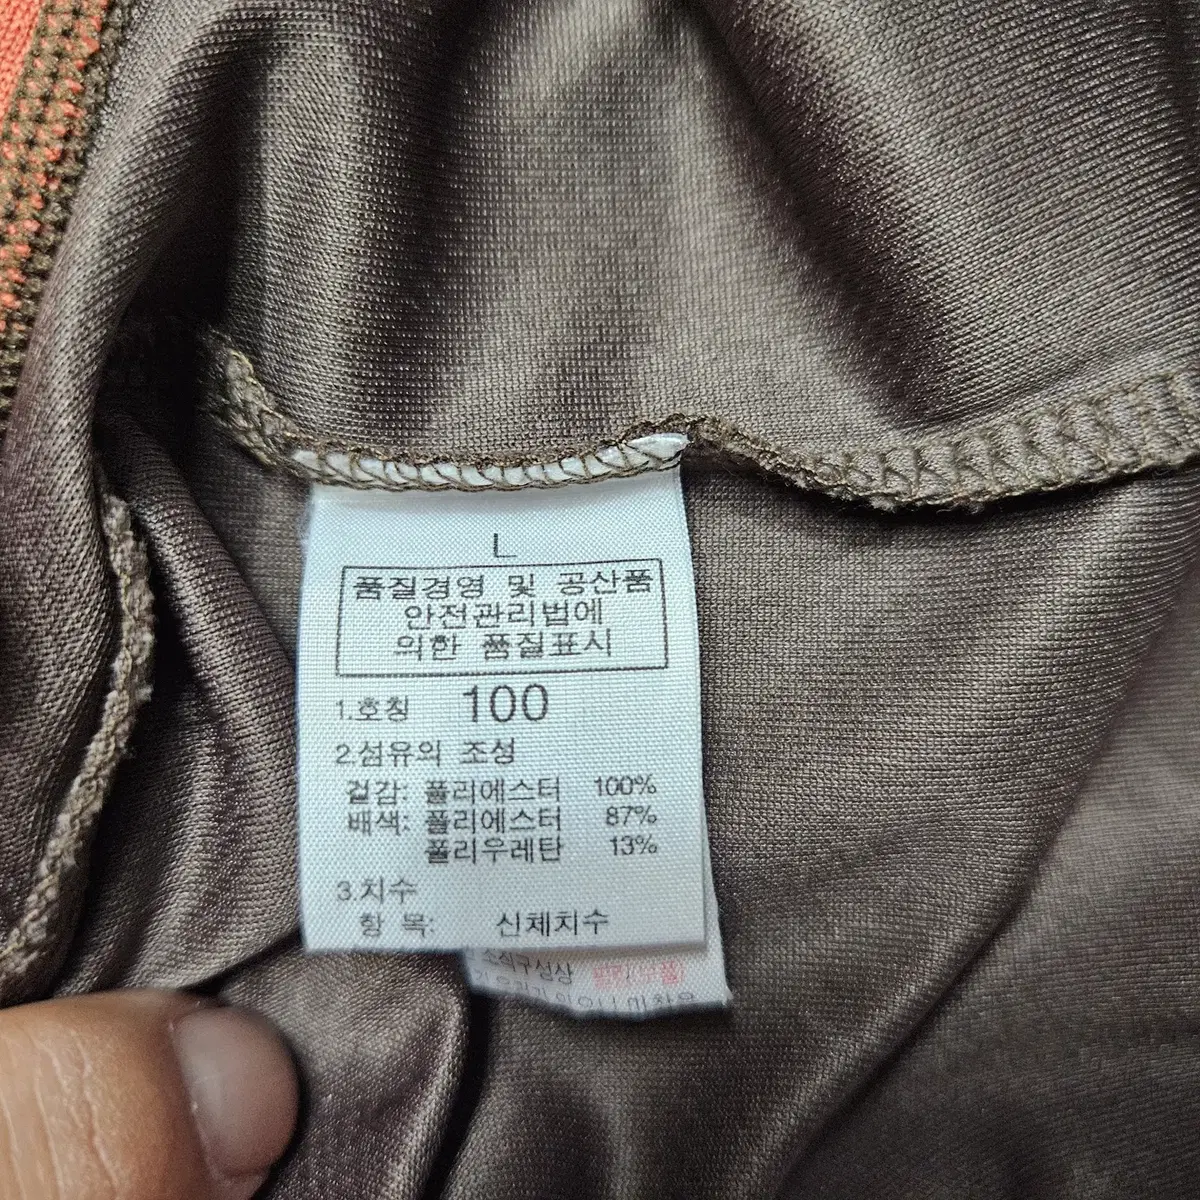 L
품질경영 및 공산품
안전관리법에
의한 품질표시
1.호칭 100
2.섬유의 조성
겉감: 폴리에스터 100%
배색: 폴리에스터 87%
폴리우레탄 13%
3.치수
항 목: 신체치수